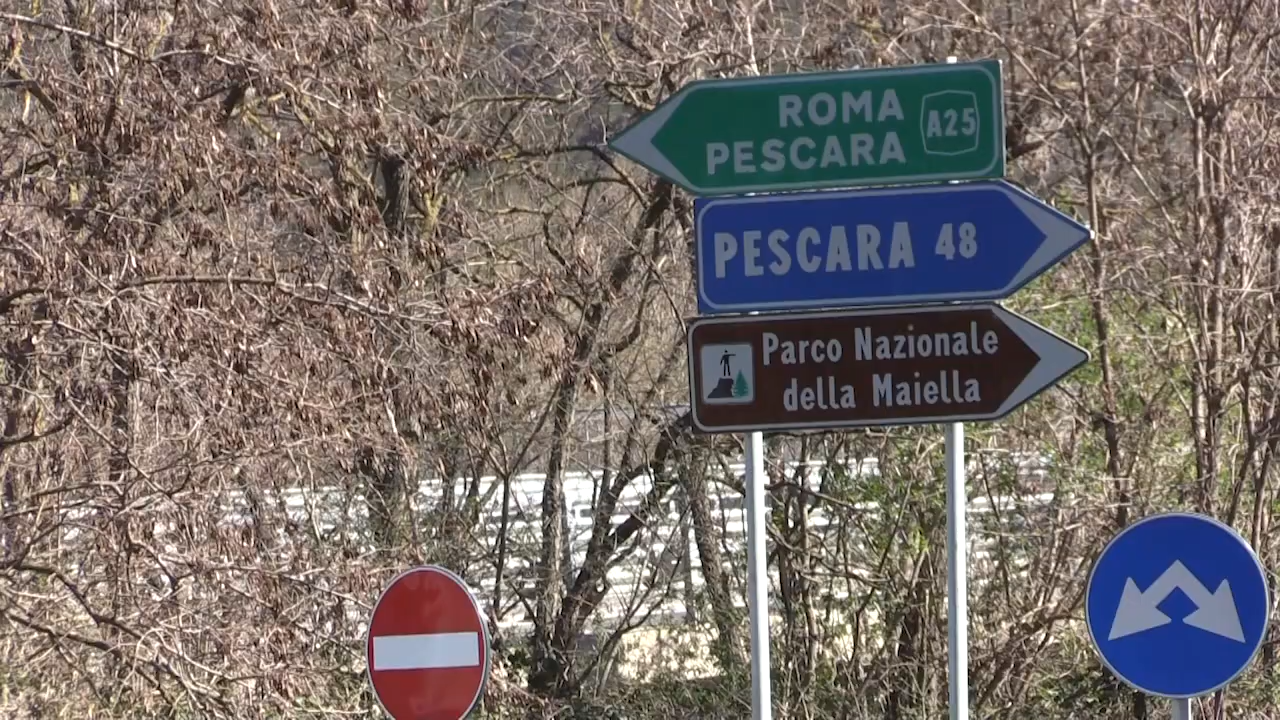 ROMA
PESCARA A25
PESCARA 48
Parco Nazionale
della Maiella